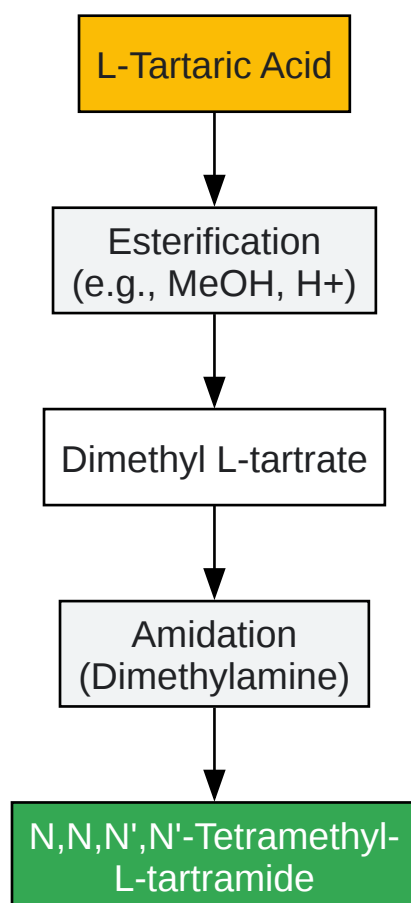 L-Tartaric Acid
Esterification
(e.g., MeOH, H+)
Dimethyl L-tartrate
Amidation
(Dimethylamine)
N,N,N',N'-Tetramethyl-
L-tartramide